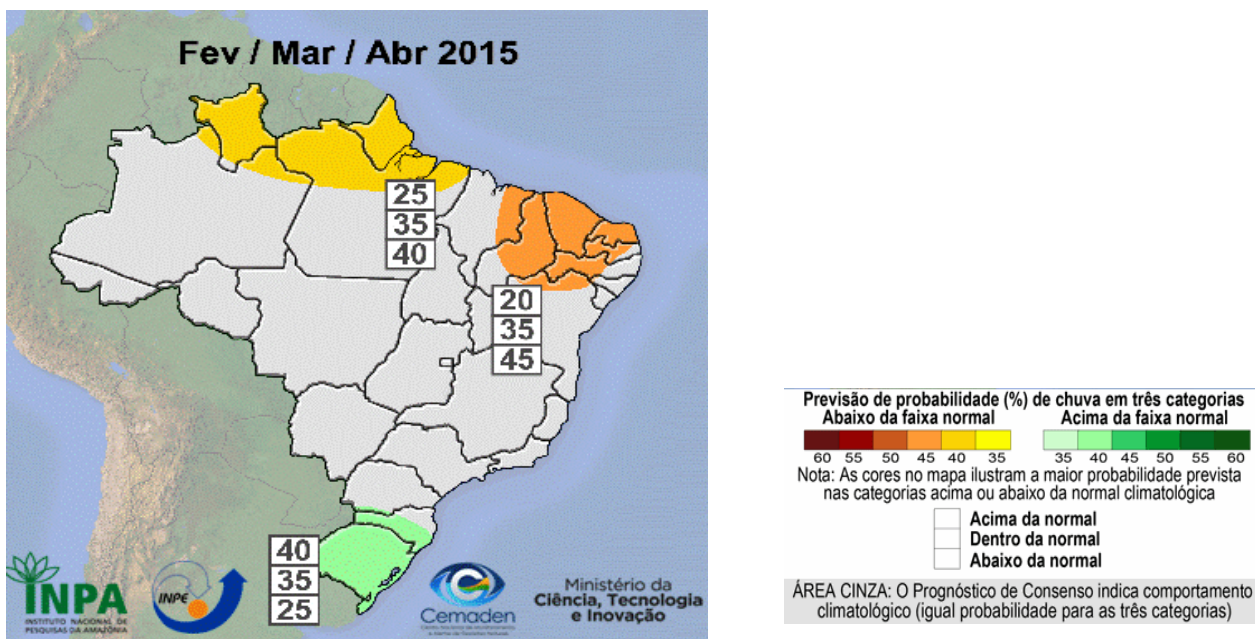 Fev / Mar / Abr 2015
25
35
40
20
35
45
40
35
25
INPA
INSTITUTO NACIONAL DE
PESQUISAS DA AMAZÔNIA
INPE
Cemaden
Ministério da
Ciência, Tecnologia
e Inovação
Previsão de probabilidade (%) de chuva em três categorias
Abaixo da faixa normal Acima da faixa normal
60 55 50 45 40 35 35 40 45 50 55 60
Nota: As cores no mapa ilustram a maior probabilidade prevista
nas categorias acima ou abaixo da normal climatológica
Acima da normal
Dentro da normal
Abaixo da normal
ÁREA CINZA: O Prognóstico de Consenso indica comportamento
climatológico (igual probabilidade para as três categorias)